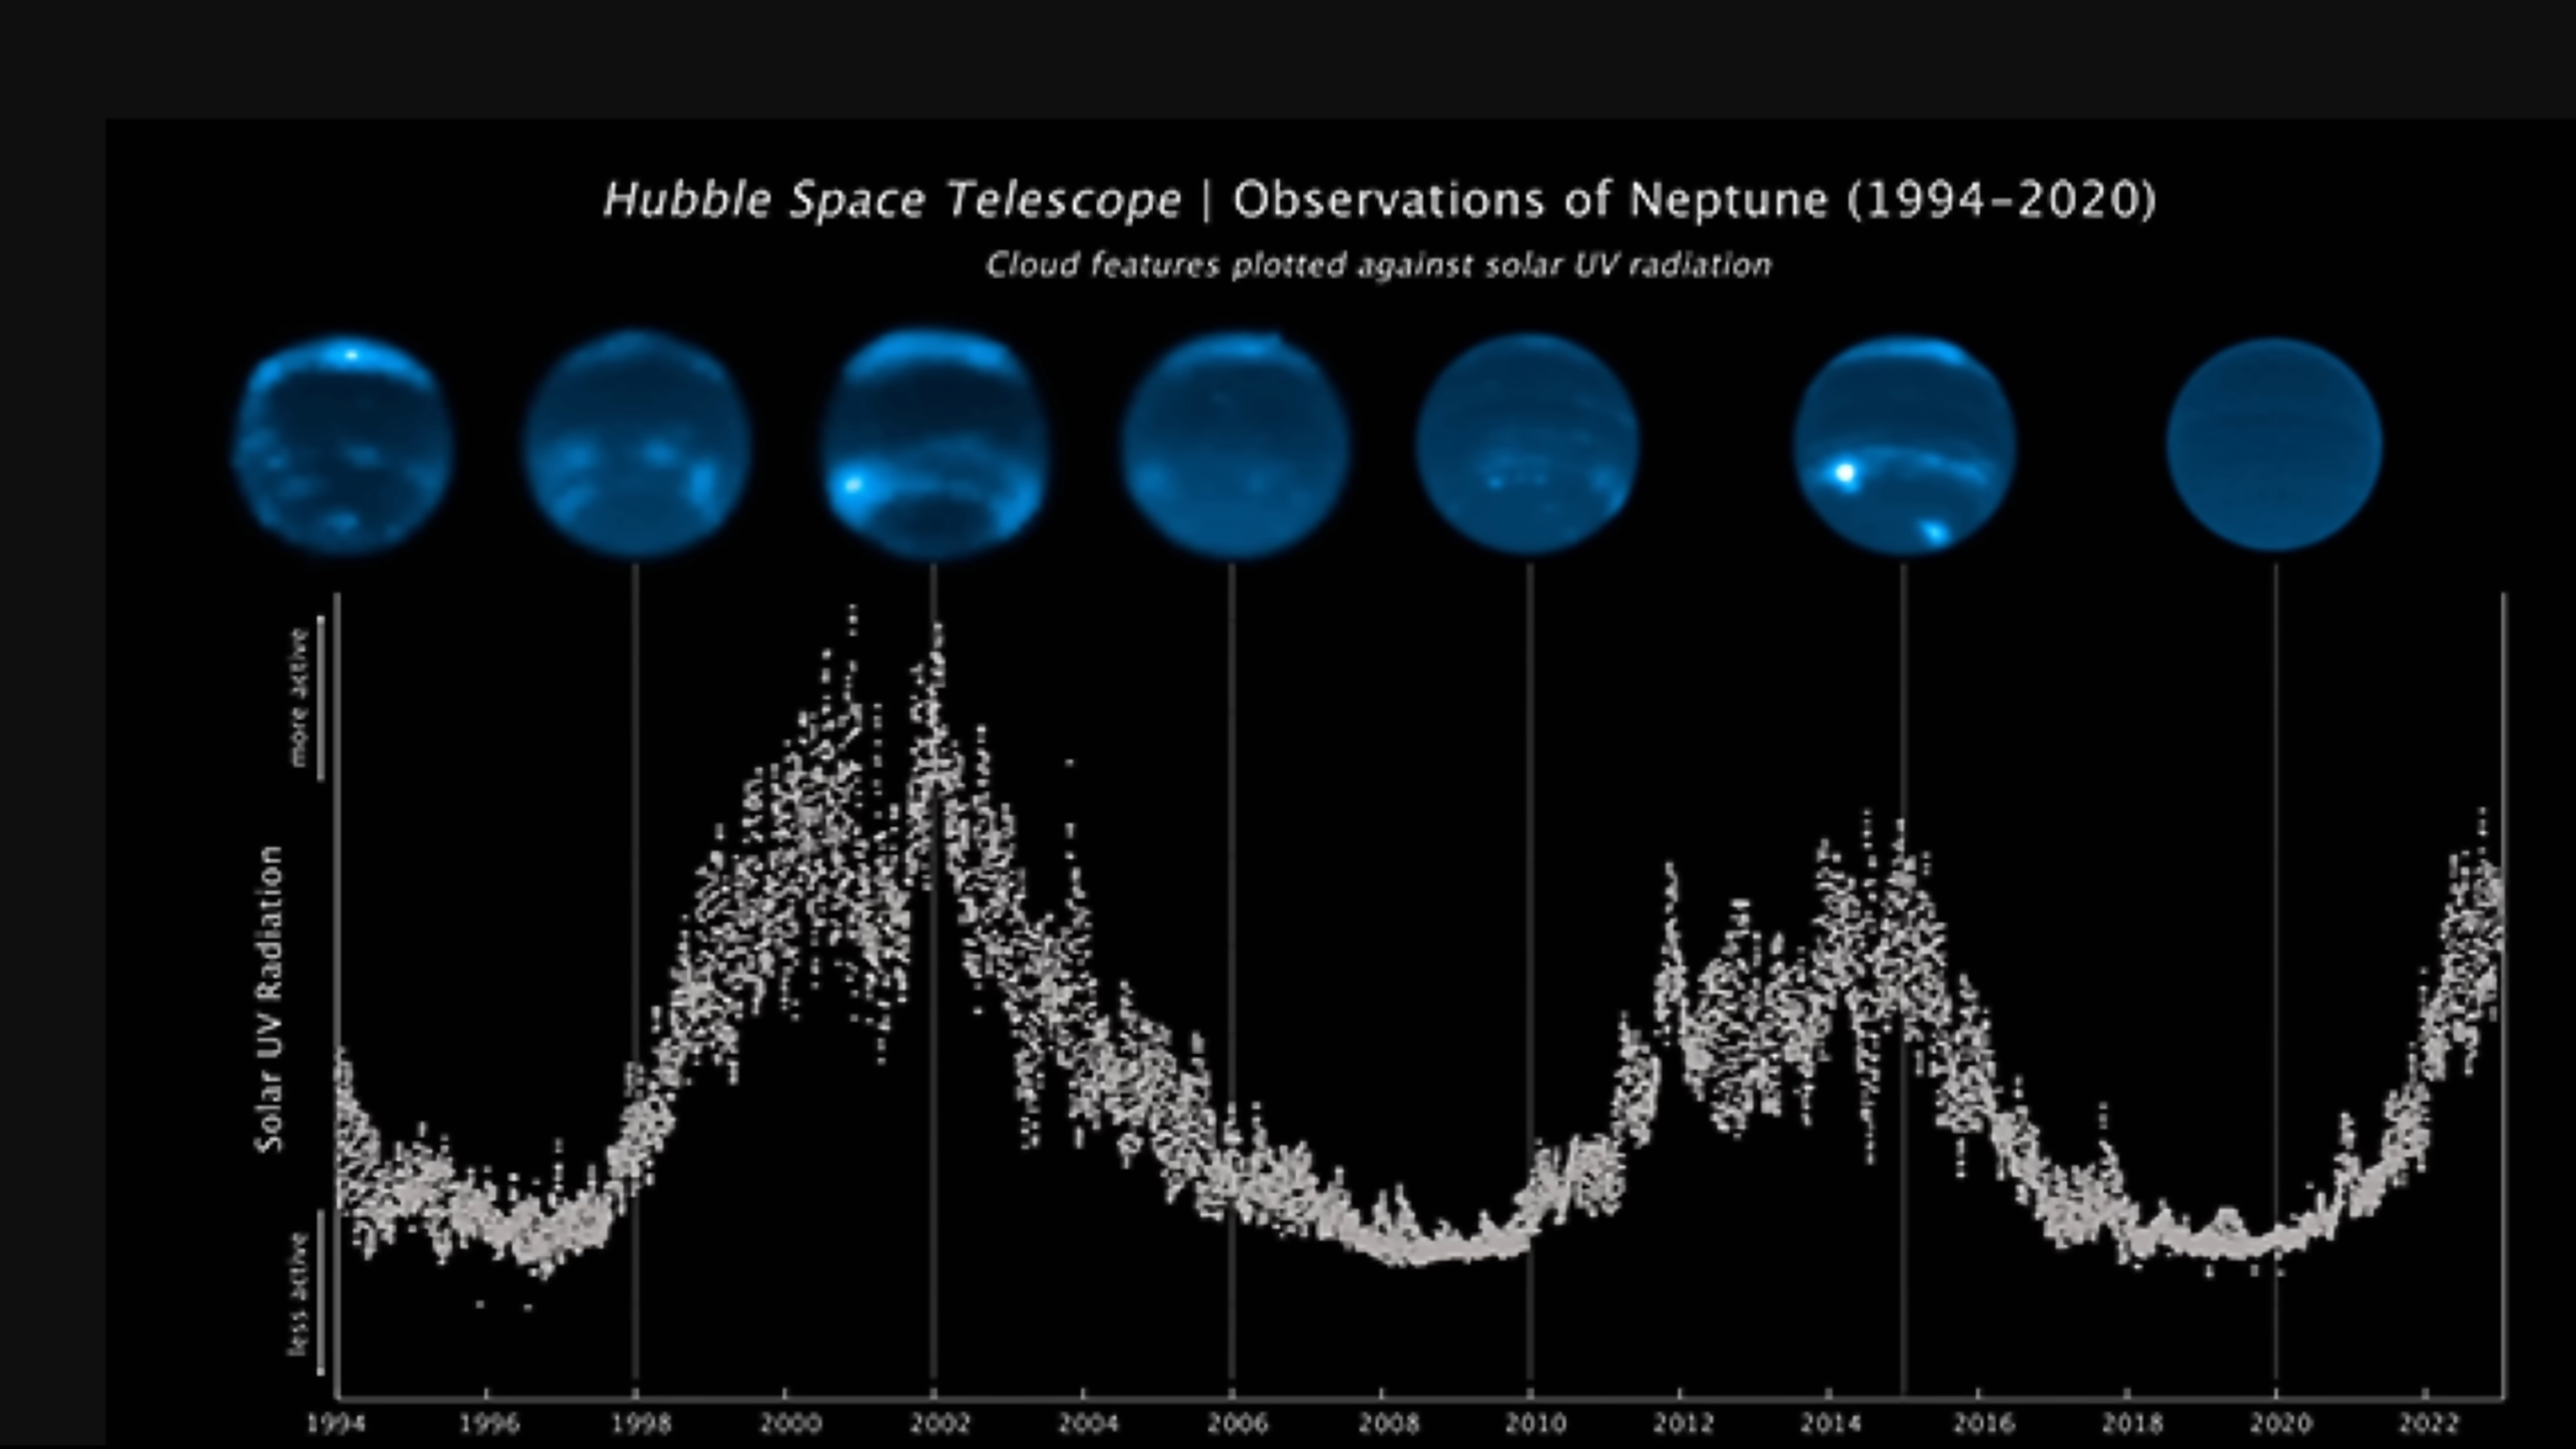 Hubble Space Telescope | Observations of Neptune (1994–2020)
Cloud features plotted against solar UV radiation
more active
Solar UV Radiation
less active
1994 1996 1998 2000 2002 2004 2006 2008 2010 2012 2014 2016 2018 2020 2022